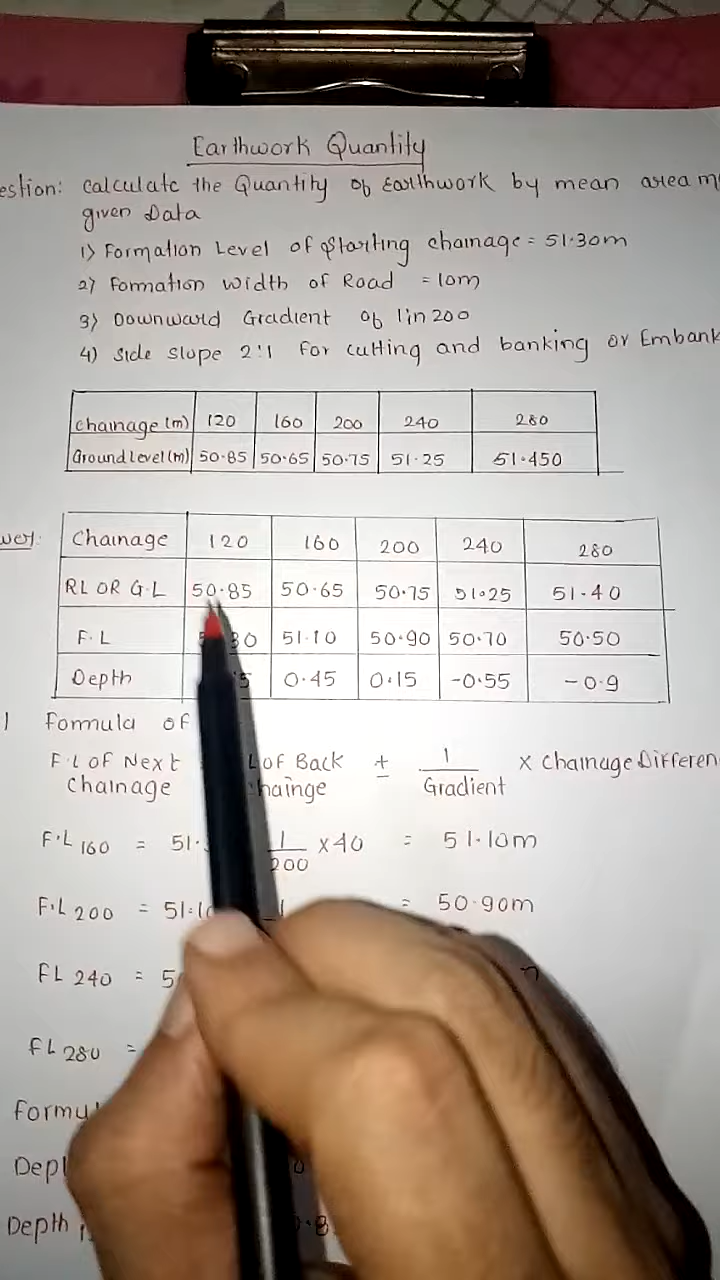 Earthwork Quantity
estion: calculate the Quantity of Earthwork by mean area m
given Data
1) Formation Level of Starting chainage = 51.30m
2) Formation width of Road = 10m
3) Downward Gradient of 1in200
4) Side slope 2:1 For cutting and banking or Embank
Chainage (m) 120 160 200 240 280
Ground level (m) 50.85 50.65 50.75 51.25 51.450
wer:
Chainage 120 160 200 240 280
RL OR G.L 50.85 50.65 50.75 51.25 51.40
F.L 30 51.10 50.90 50.70 50.50
Depth 5 0.45 0.15 -0.55 -0.9
Formula of
F.L OF Next L OF Back ± 1 x Chainage Differen
Chainage hainge Gradient
F.L 160 = 51. 1/200 x 40 = 51.10m
F.L 200 = 51.10 = 50.90m
FL 240 = 5
FL 280 =
Formu
Dep
Depth